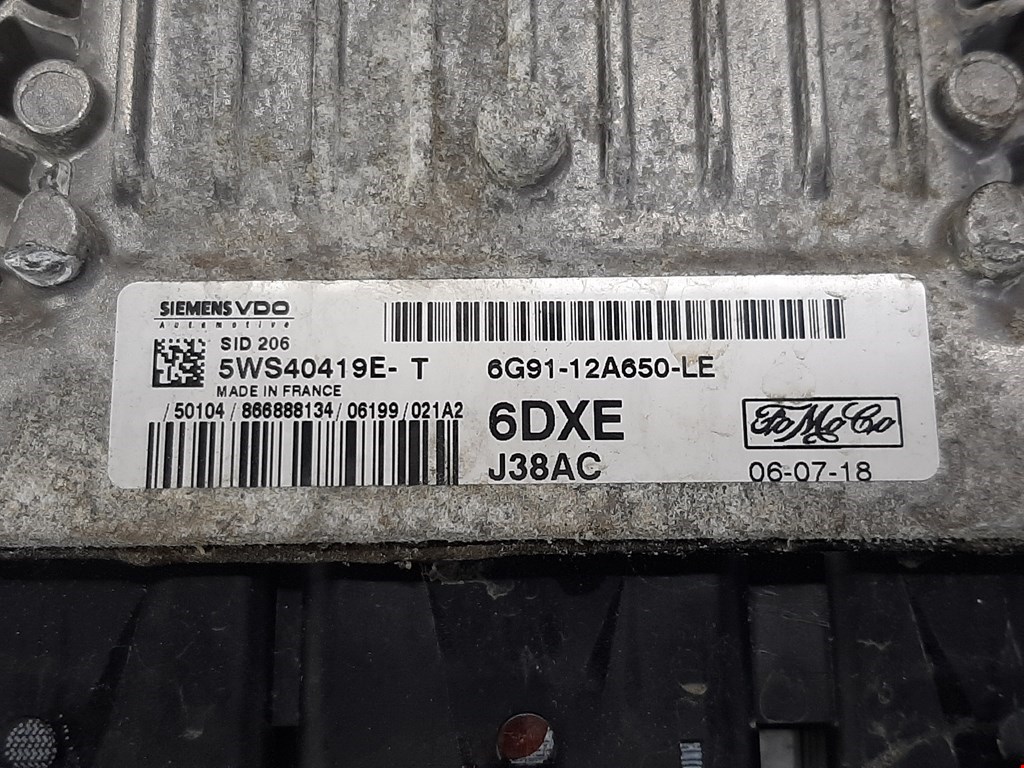 SIEMENS VDO
Automotive
SID 206
5WS40419E- T 6G91-12A650-LE
MADE IN FRANCE
/50104/866888134/06199/021A2
6DXE
J38AC
FoMoCo
06-07-18